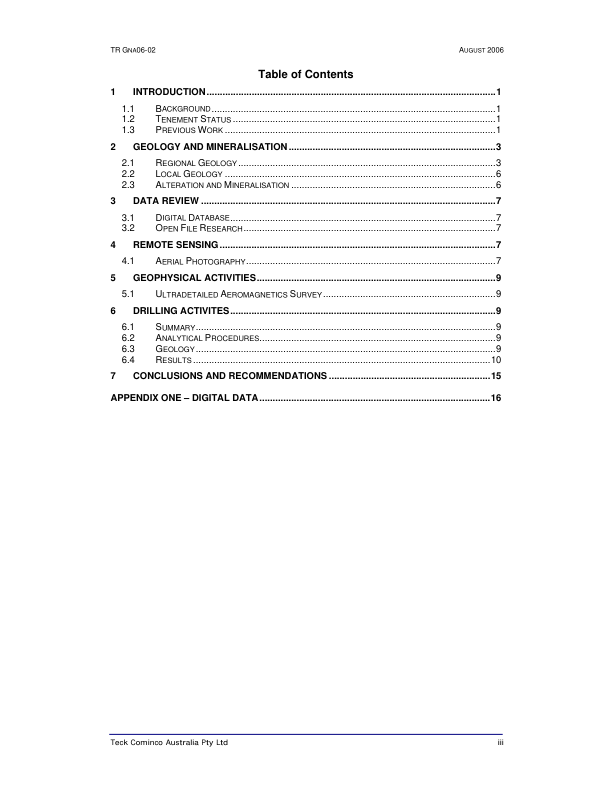 TR GNA06-02 AUGUST 2006
Table of Contents
1 INTRODUCTION...1
1.1 BACKGROUND...1
1.2 TENEMENT STATUS...1
1.3 PREVIOUS WORK...1
2 GEOLOGY AND MINERALISATION...3
2.1 REGIONAL GEOLOGY...3
2.2 LOCAL GEOLOGY...6
2.3 ALTERATION AND MINERALISATION...6
3 DATA REVIEW...7
3.1 DIGITAL DATABASE...7
3.2 OPEN FILE RESEARCH...7
4 REMOTE SENSING...7
4.1 AERIAL PHOTOGRAPHY...7
5 GEOPHYSICAL ACTIVITIES...9
5.1 ULTRADETAILED AEROMAGNETICS SURVEY...9
6 DRILLING ACTIVITES...9
6.1 SUMMARY...9
6.2 ANALYTICAL PROCEDURES...9
6.3 GEOLOGY...9
6.4 RESULTS...10
7 CONCLUSIONS AND RECOMMENDATIONS...15
APPENDIX ONE – DIGITAL DATA...16
Teck Cominco Australia Pty Ltd iii